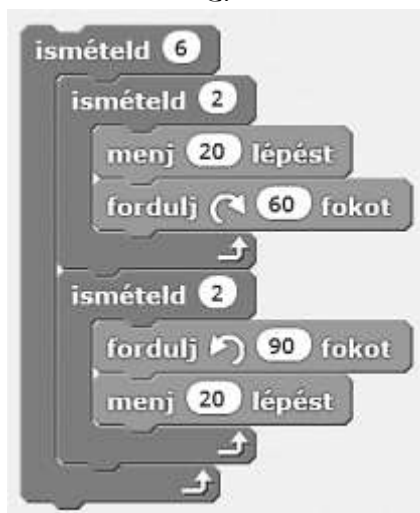 ismételd 6
ismételd 2
menj 20 lépést
fordulj 60 fokot
ismételd 2
fordulj 90 fokot
menj 20 lépést